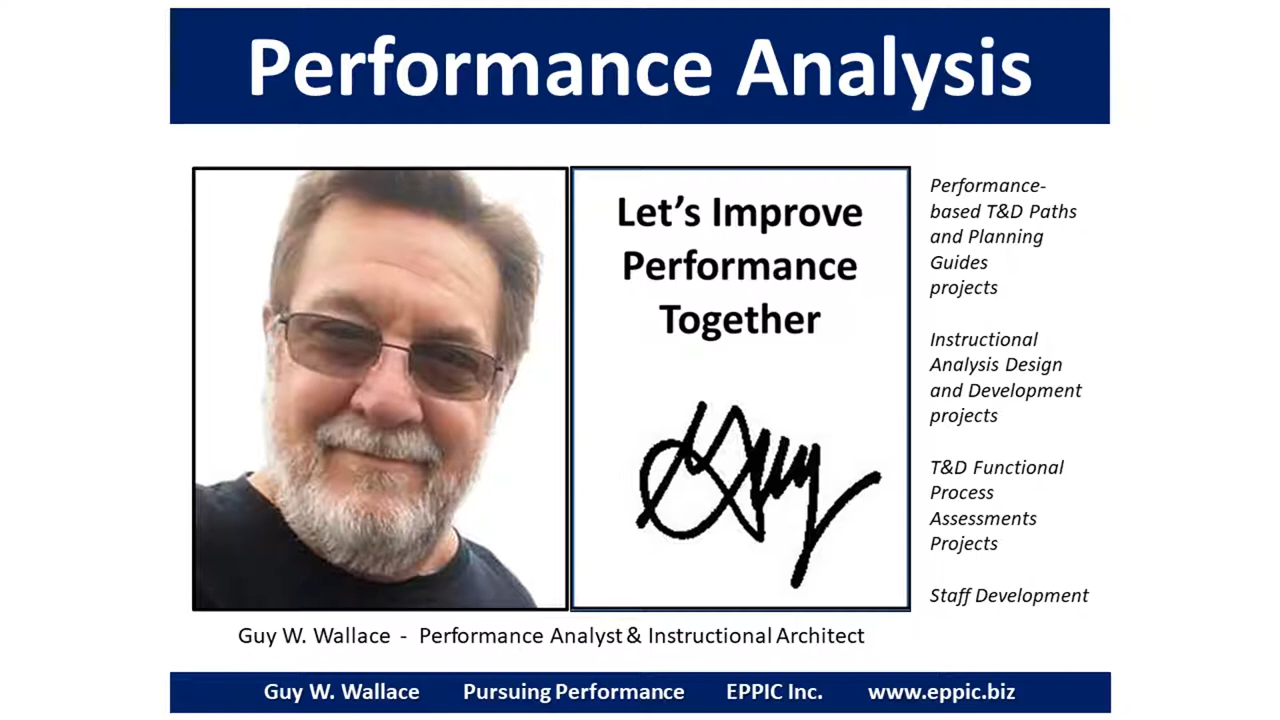 Performance Analysis
Let's Improve
Performance
Together
Guy
Performance-
based T&D Paths
and Planning
Guides
projects
Instructional
Analysis Design
and Development
projects
T&D Functional
Process
Assessments
Projects
Staff Development
Guy W. Wallace - Performance Analyst & Instructional Architect
Guy W. Wallace Pursuing Performance EPPIC Inc. www.eppic.biz